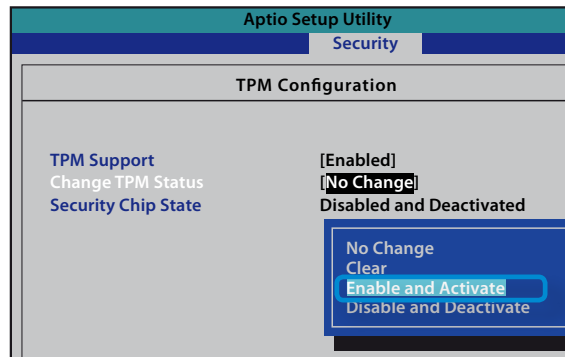 Aptio Setup Utility
Security
TPM Configuration
TPM Support [Enabled]
Change TPM Status [No Change]
Security Chip State Disabled and Deactivated
No Change
Clear
Enable and Activate
Disable and Deactivate